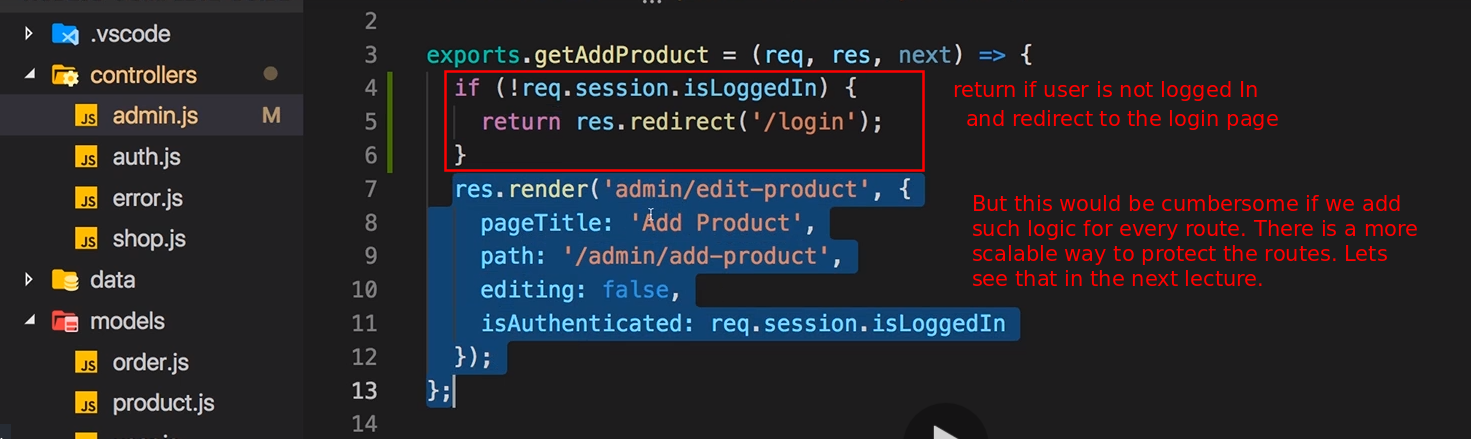 .vscode
controllers
admin.js M
auth.js
error.js
shop.js
data
models
order.js
product.js
2
3 exports.getAddProduct = (req, res, next) => {
4 if (!req.session.isLoggedIn) {
5 return res.redirect('/login');
6 }
7 res.render('admin/edit-product', {
8 pageTitle: 'Add Product',
9 path: '/admin/add-product',
10 editing: false,
11 isAuthenticated: req.session.isLoggedIn
12 });
13 };
14
return if user is not logged In
and redirect to the login page
But this would be cumbersome if we add
such logic for every route. There is a more
scalable way to protect the routes. Lets
see that in the next lecture.